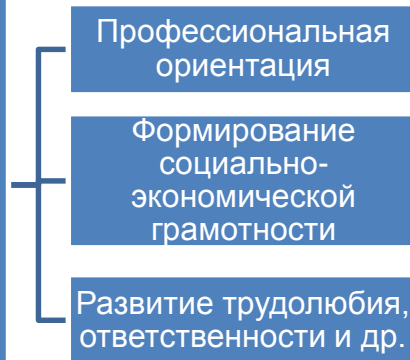 Профессиональная
ориентация
Формирование
социально-
экономической
грамотности
Развитие трудолюбия,
ответственности и др.